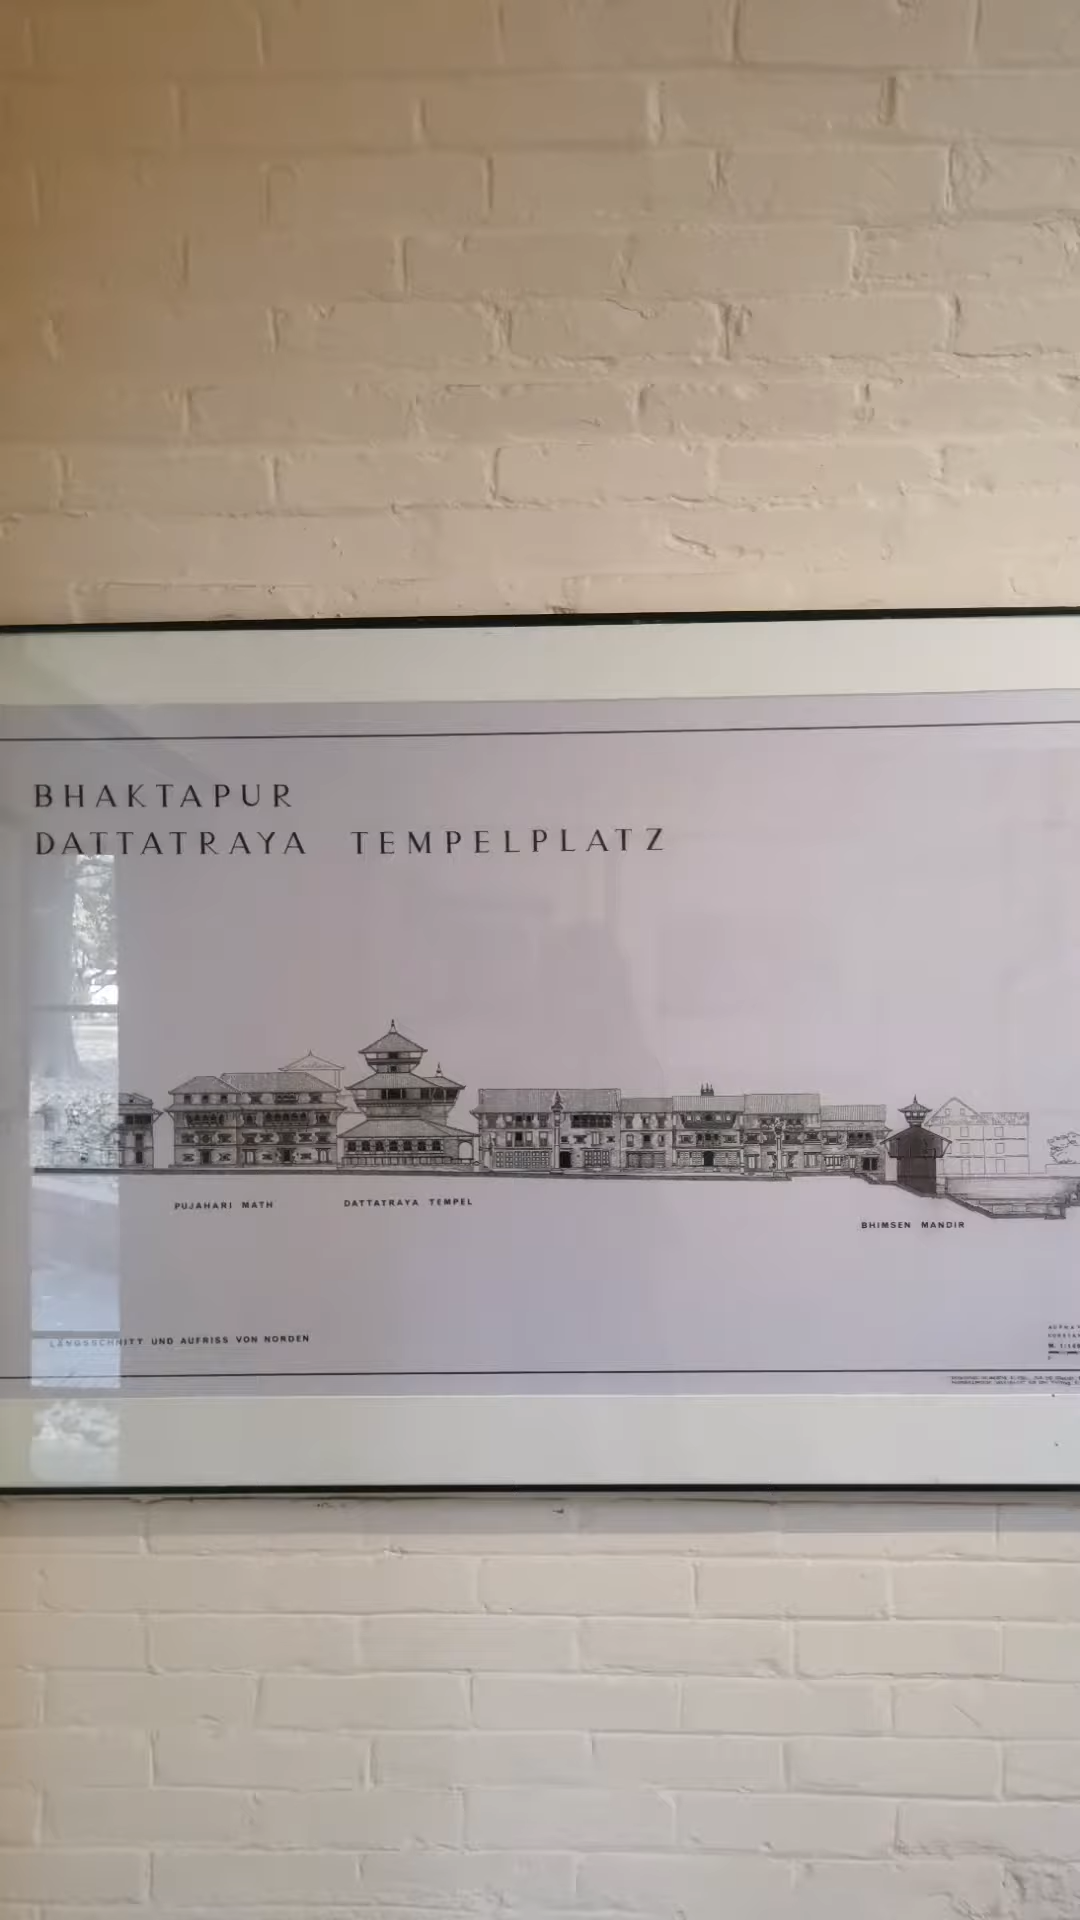 BHAKTAPUR
DATTATRAYA TEMPELPLATZ
PUJAHARI MATH
DATTATRAYA TEMPEL
BHIMSEN MANDIR
LÄNGSSCHNITT UND AUFRISS VON NORDEN